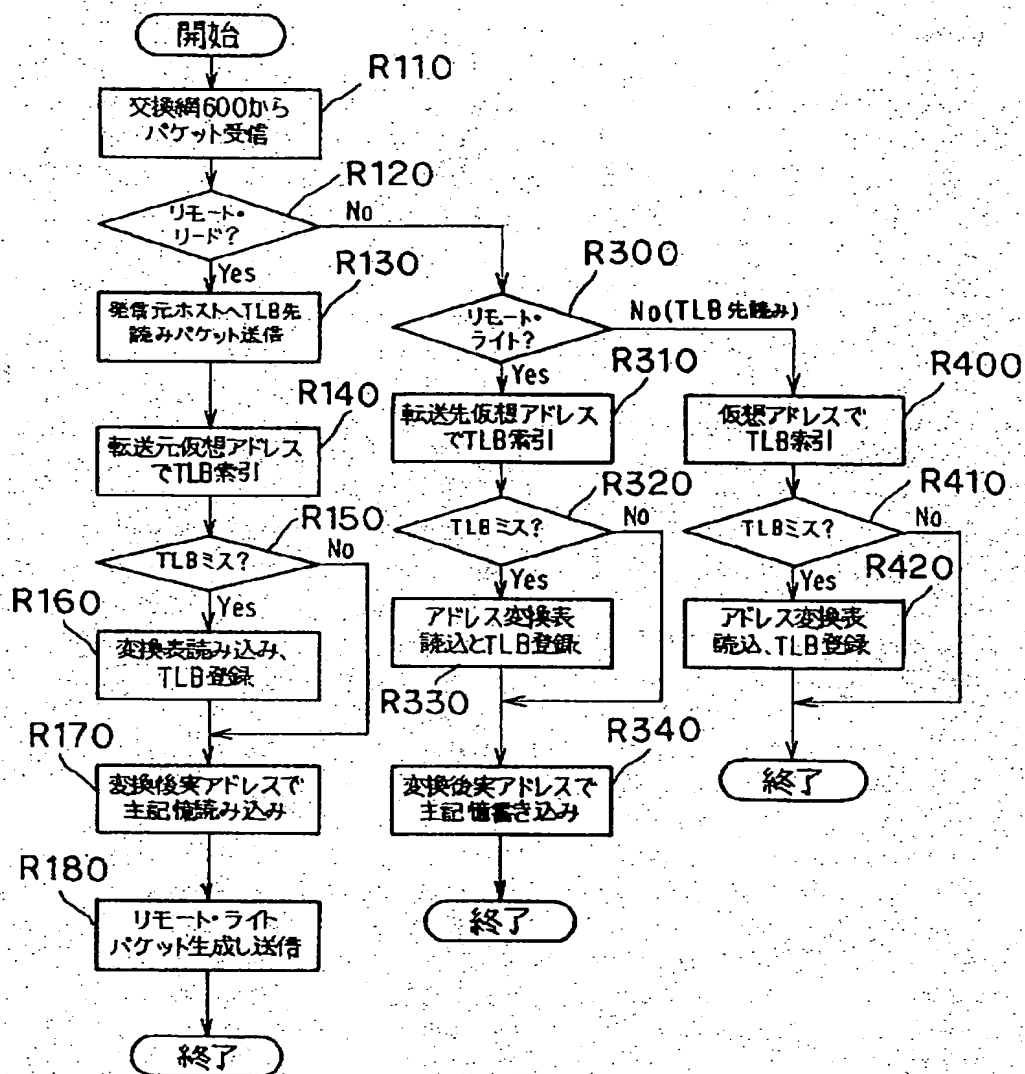 開始
R110
交換網600から
パケット受信
R120
リモート・
リード?
No
Yes
R130
発信元ホストへTLB先
読みパケット送信
R140
転送元仮想アドレス
でTLB索引
R150
TLBミス?
No
Yes
R160
変換表読み込み、
TLB登録
R170
変換後実アドレスで
主記憶読み込み
R180
リモート・ライト
パケット生成し送信
終了
R300
リモート・
ライト?
No(TLB先読み)
Yes
R310
転送先仮想アドレス
でTLB索引
R320
TLBミス?
No
Yes
アドレス変換表
読込とTLB登録
R330
R340
変換後実アドレスで
主記憶書き込み
終了
R400
仮想アドレスで
TLB索引
R410
TLBミス?
No
Yes
R420
アドレス変換表
読込、TLB登録
終了